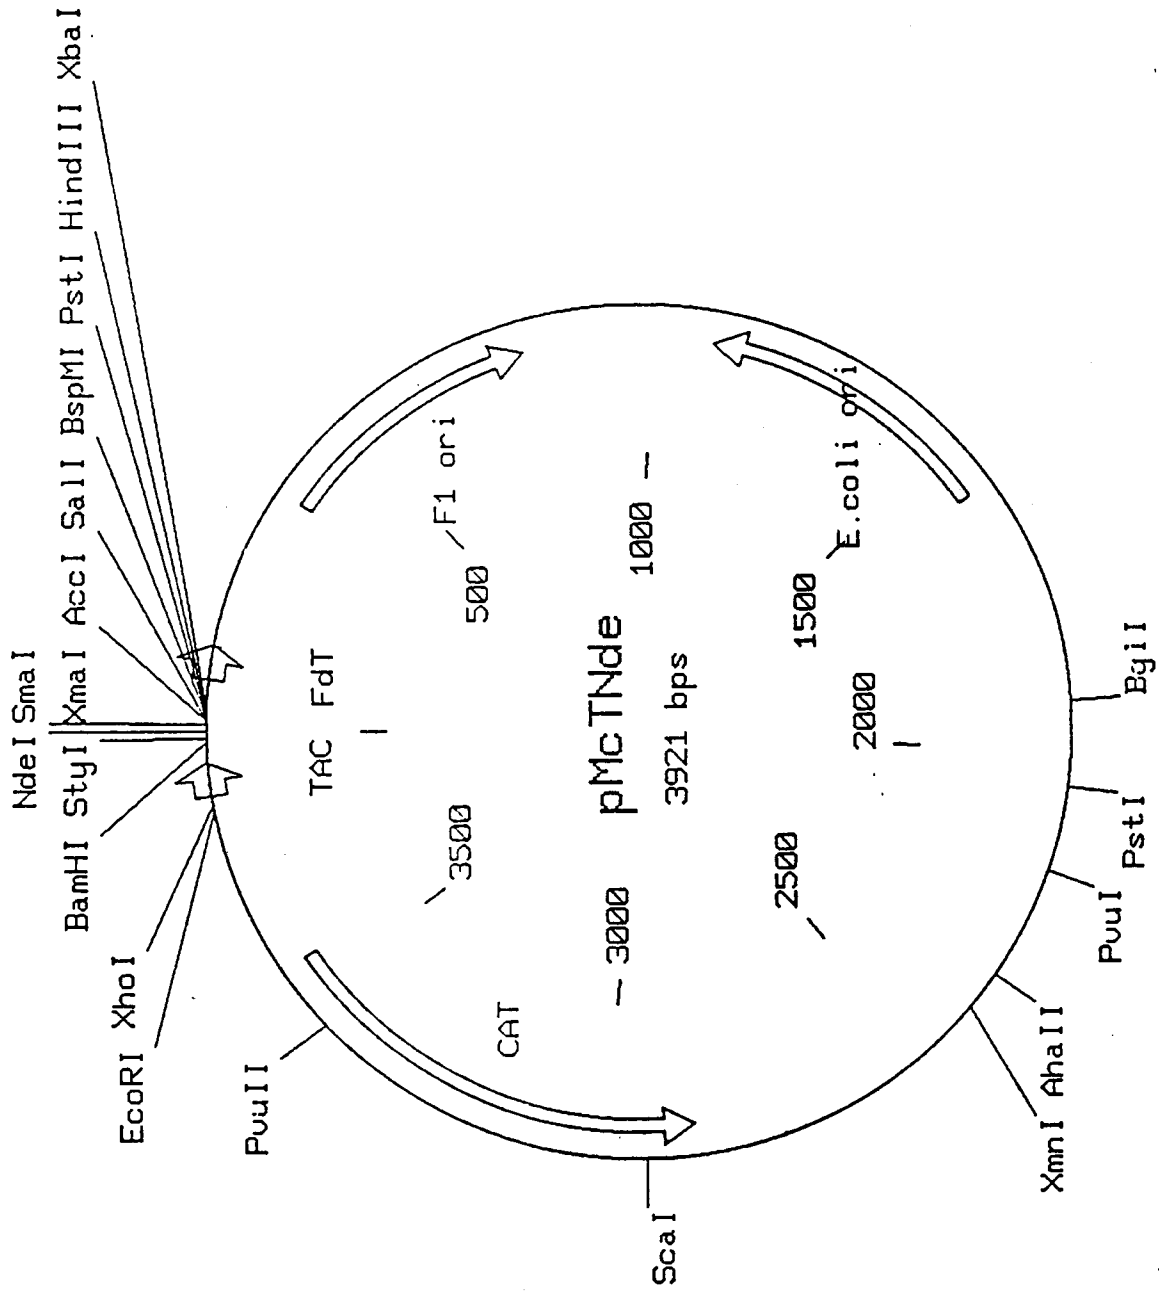 NdeI SmaI
BamHI StyI XmaI AccI SalI BspMI PstI HindIII XbaI
XhoI
EcoRI
PvuII
TAC FdT
F1 ori
3500
500
CAT
pMcTNde
3000
1000
ScaI
3921 bps
2500
1500
E.coli ori
2000
XmnI AhaII
PvuI
PstI
BglI